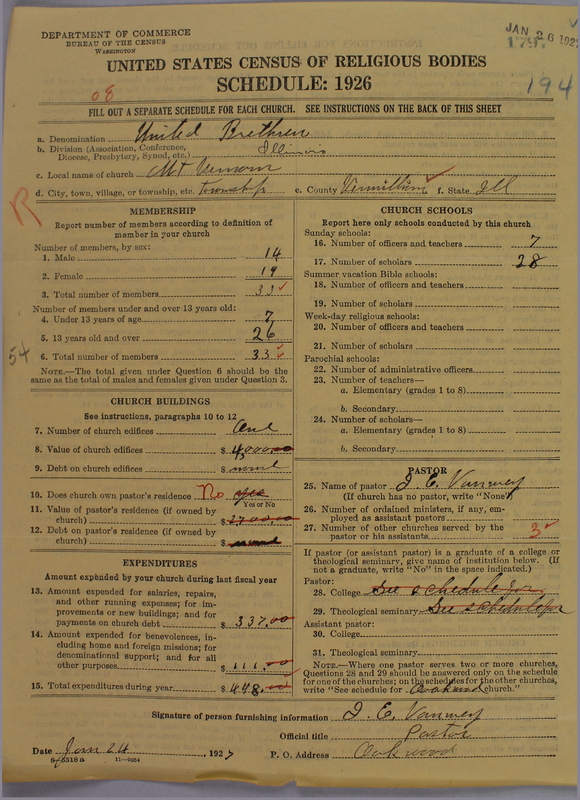 DEPARTMENT OF COMMERCE
BUREAU OF THE CENSUS
WASHINGTON
JAN 26 1927
179
194
UNITED STATES CENSUS OF RELIGIOUS BODIES
SCHEDULE: 1926
08
FILL OUT A SEPARATE SCHEDULE FOR EACH CHURCH. SEE INSTRUCTIONS ON THE BACK OF THIS SHEET
a. Denomination United Brethren
b. Division (Association, Conference, Diocese, Presbytery, Synod, etc.) Illinois
c. Local name of church Mt Vernon
d. City, town, village, or township, etc. Township e. County Vermillion f. State Ill
R
MEMBERSHIP
Report number of members according to definition of
member in your church
Number of members, by sex:
1. Male 14
2. Female 19
3. Total number of members 33
Number of members under and over 13 years old:
4. Under 13 years of age 7
5. 13 years old and over 26
6. Total number of members 33
54
NOTE.—The total given under Question 6 should be
same as the total of males and females given under Question 3.
CHURCH BUILDINGS
See instructions, paragraphs 10 to 12
7. Number of church edifices One
8. Value of church edifices $ 4,000.00
9. Debt on church edifices $ none
10. Does church own pastor's residence No yes
Yes or No
11. Value of pastor's residence (if owned by
church) $
12. Debt on pastor's residence (if owned by
church) $ none
EXPENDITURES
Amount expended by your church during last fiscal year
13. Amount expended for salaries, repairs,
and other running expenses; for im-
provements or new buildings; and for
payments on church debt $ 337.00
14. Amount expended for benevolences, in-
cluding home and foreign missions; for
denominational support; and for all
other purposes $ 111.00
15. Total expenditures during year $ 448.00
CHURCH SCHOOLS
Report here only schools conducted by this church
Sunday schools:
16. Number of officers and teachers 7
17. Number of scholars 28
Summer vacation Bible schools:
18. Number of officers and teachers
19. Number of scholars
Week-day religious schools:
20. Number of officers and teachers
21. Number of scholars
Parochial schools:
22. Number of administrative officers
23. Number of teachers—
a. Elementary (grades 1 to 8)
b. Secondary
24. Number of scholars—
a. Elementary (grades 1 to 8)
b. Secondary
PASTOR
25. Name of pastor
(If church has no pastor, write "None")
26. Number of ordained ministers, if any, em-
ployed as assistant pastors
27. Number of other churches served by the
pastor or his assistants 3
If pastor (or assistant pastor) is a graduate of a college or
theological seminary, give name of institution below. (If
not a graduate, write "No" in the space indicated.)
Pastor:
28. College See schedule for
29. Theological seminary See schedule for
Assistant pastor:
30. College
31. Theological seminary
NOTE.—Where one pastor serves two or more churches,
Questions 28 and 29 should be answered only on the schedule
for one of the churches; on the schedules for the other churches,
write "See schedule for Oakwood church."
Signature of person furnishing information
Official title Pastor
Date Jan 24, 1927 P. O. Address Oakwood
11—9554